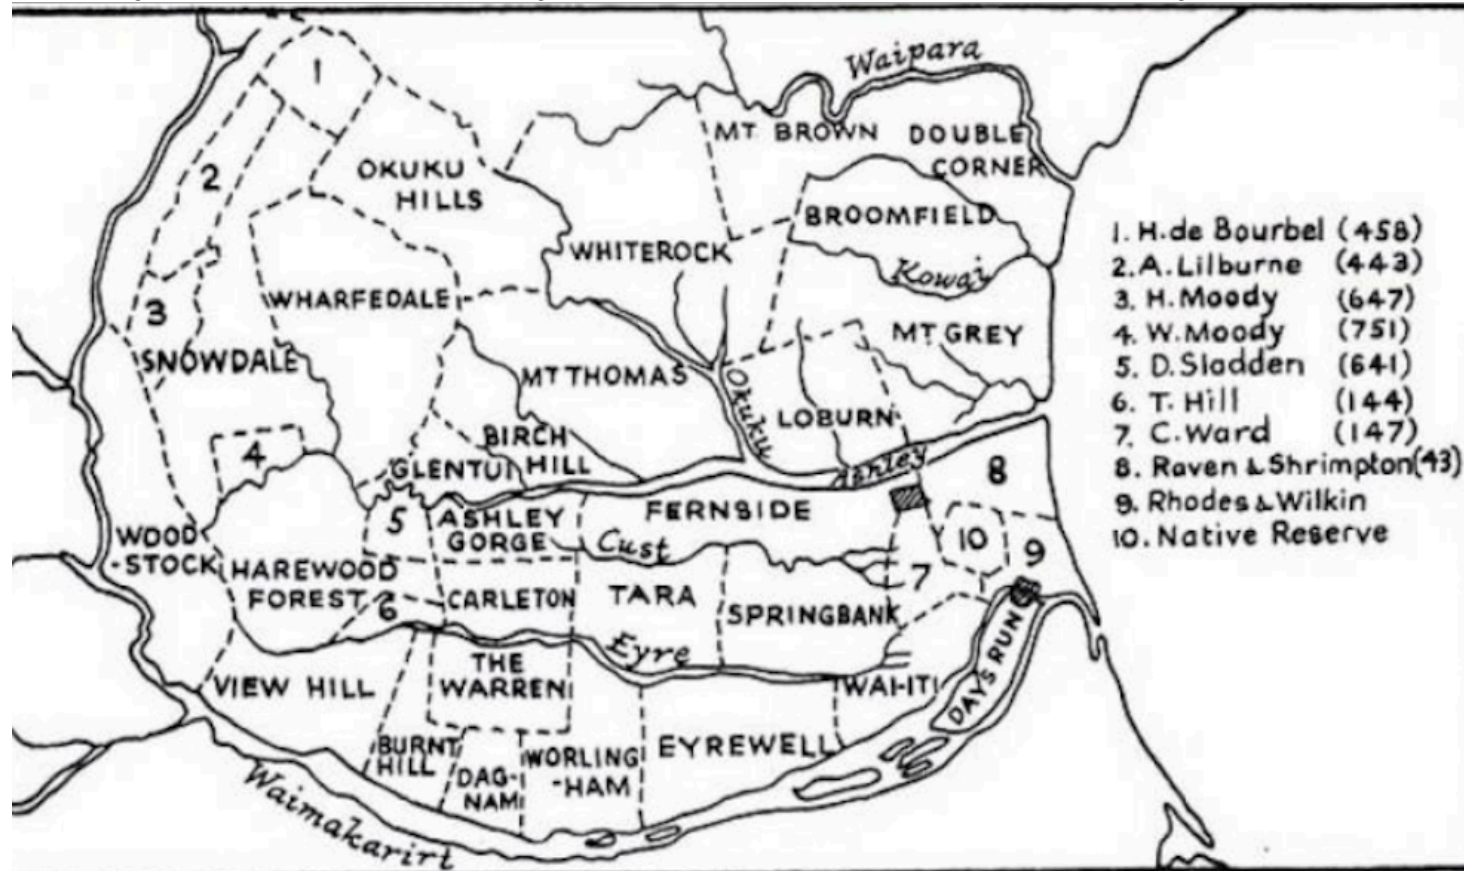 Waipara
1
MT. BROWN
DOUBLE
CORNER
OKUKU
HILLS
2
BROOMFIELD
WHITEROCK
Kowai
WHARFEDALE
3
MT. GREY
SNOWDALE
MT THOMAS
Okuku
LOBURN
BIRCH
HILL
4
GLENTUI
Ashley
8
5
ASHLEY
GORGE
FERNSIDE
WOOD
-STOCK
Cust
10
9
HAREWOOD
FOREST
6
CARLETON
TARA
7
SPRINGBANK
Eyre
DAYS RUN
VIEW HILL
THE
WARREN
WAI-ITI
BURNT
HILL
DAG-
NAM
WORLING
-HAM
EYREWELL
Waimakarirt
1. H. de Bourbel (458)
2. A. Lilburne (443)
3. H. Moody (647)
4. W. Moody (751)
5. D. Sladden (641)
6. T. Hill (144)
7. C. Ward (147)
8. Raven & Shrimpton (43)
9. Rhodes & Wilkin
10. Native Reserve